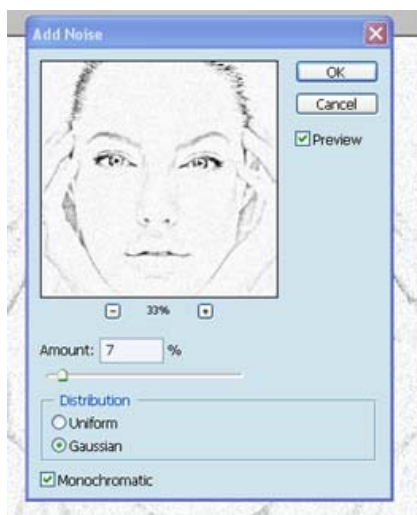 Add Noise
OK
Cancel
Preview
33%
Amount: 7 %
Distribution
Uniform
Gaussian
Monochromatic